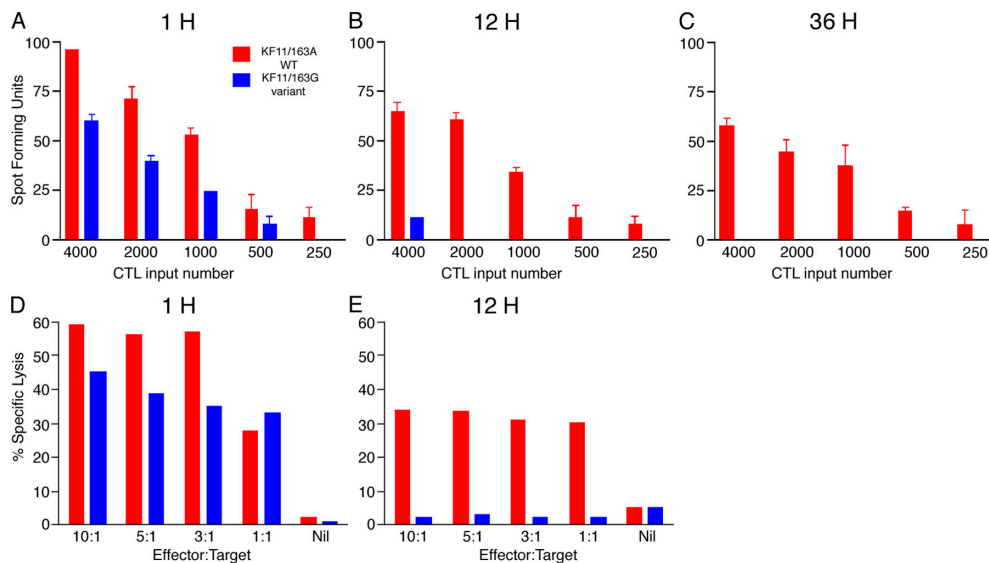 A
1 H
100
75
50
25
0
Spot Forming Units
KF11/163A
WT
KF11/163G
variant
4000
2000
1000
500
250
CTL input number
B
12 H
100
75
50
25
0
4000
2000
1000
500
250
CTL input number
C
36 H
100
75
50
25
0
4000
2000
1000
500
250
CTL input number
D
1 H
60
50
40
30
20
10
0
% Specific Lysis
10:1
5:1
3:1
1:1
Nil
Effector:Target
E
12 H
60
50
40
30
20
10
0
10:1
5:1
3:1
1:1
Nil
Effector:Target